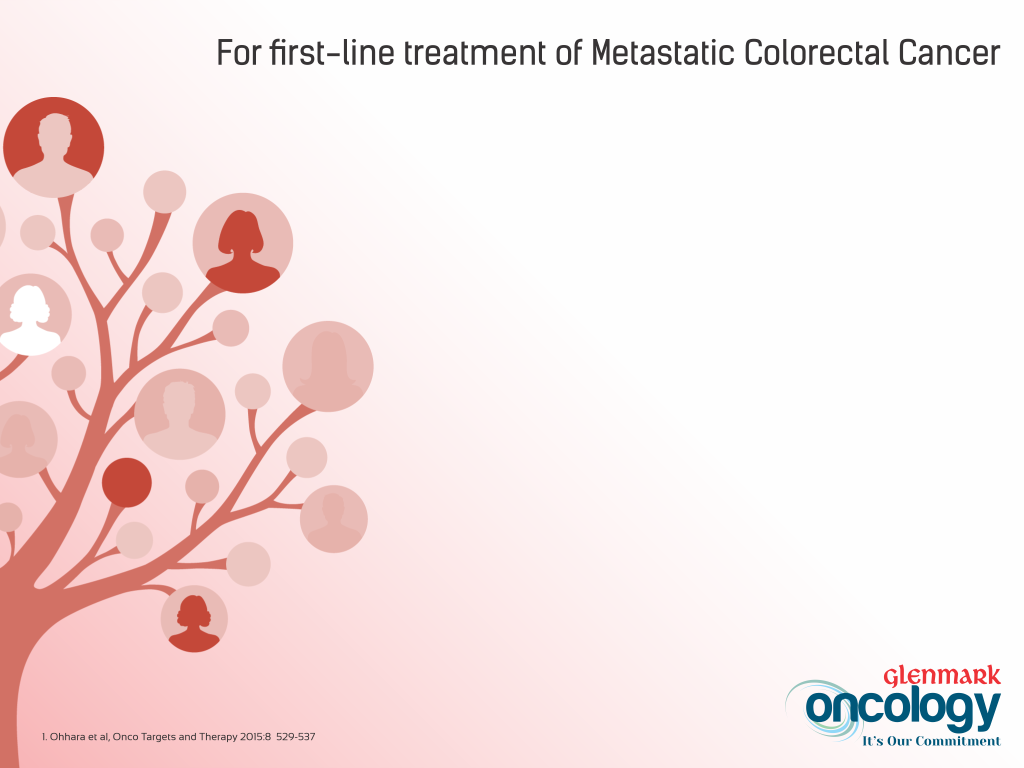 For first-line treatment of Metastatic Colorectal Cancer
glenmark
oncology
It's Our Commitment
1. Ohhara et al, Onco Targets and Therapy 2015:8 529-537